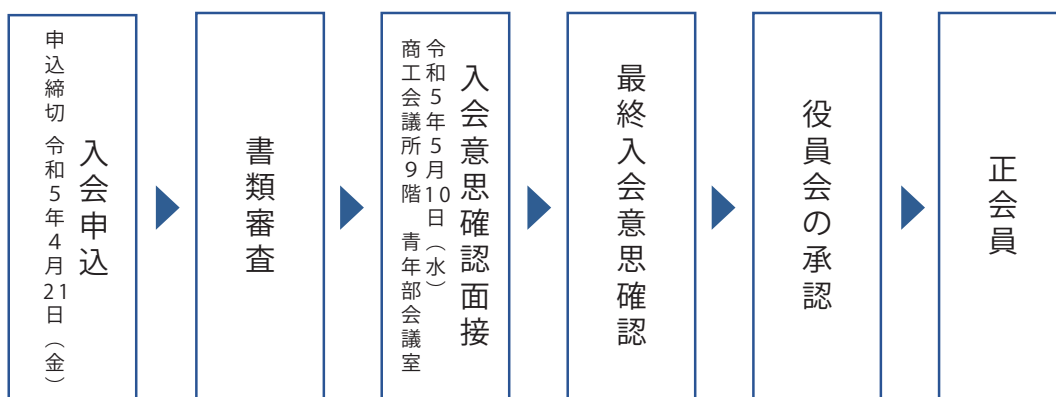 入会申込
申込締切 令和5年4月21日（金）
書類審査
入会意思確認面接
令和5年5月10日（水）
商工会議所9階 青年部会議室
最終入会意思確認
役員会の承認
正会員